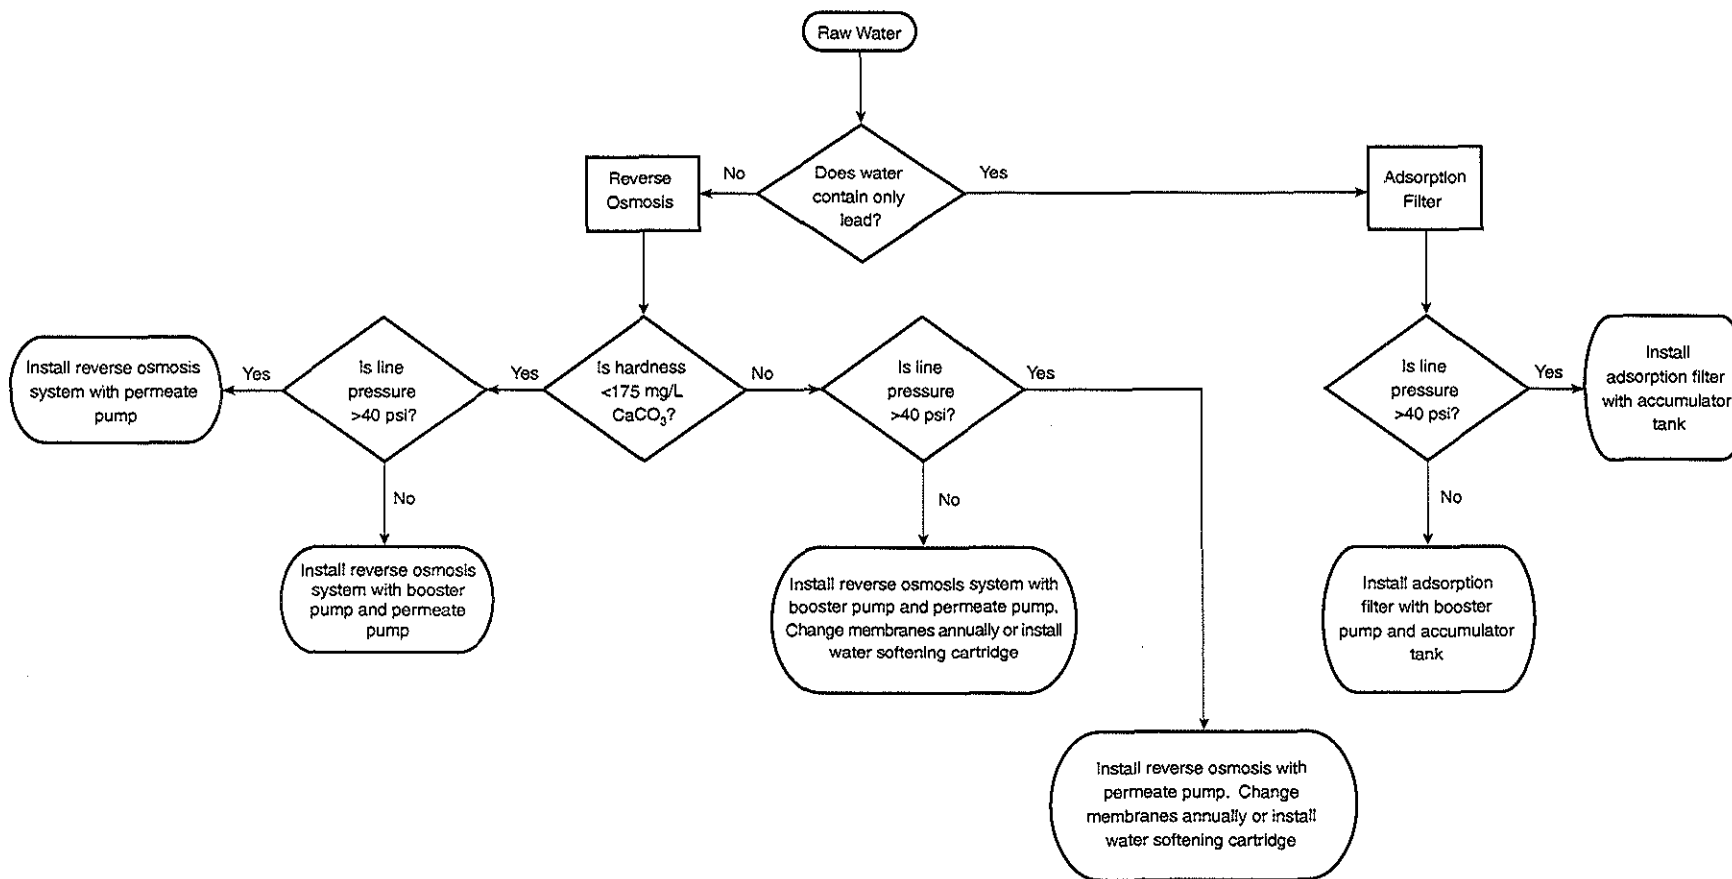 Raw Water
Does water
contain only
lead?
No
Yes
Reverse
Osmosis
Adsorption
Filter
Install reverse osmosis
system with permeate
pump
Yes
Is line
pressure
>40 psi?
Yes
Is hardness
<175 mg/L
CaCO₃?
No
Is line
pressure
>40 psi?
Yes
Is line
pressure
>40 psi?
Yes
Install
adsorption filter
with accumulator
tank
No
No
No
Install reverse osmosis
system with booster
pump and permeate
pump
Install reverse osmosis system with
booster pump and permeate pump.
Change membranes annually or install
water softening cartridge
Install adsorption
filter with booster
pump and accumulator
tank
Install reverse osmosis with
permeate pump. Change
membranes annually or install
water softening cartridge